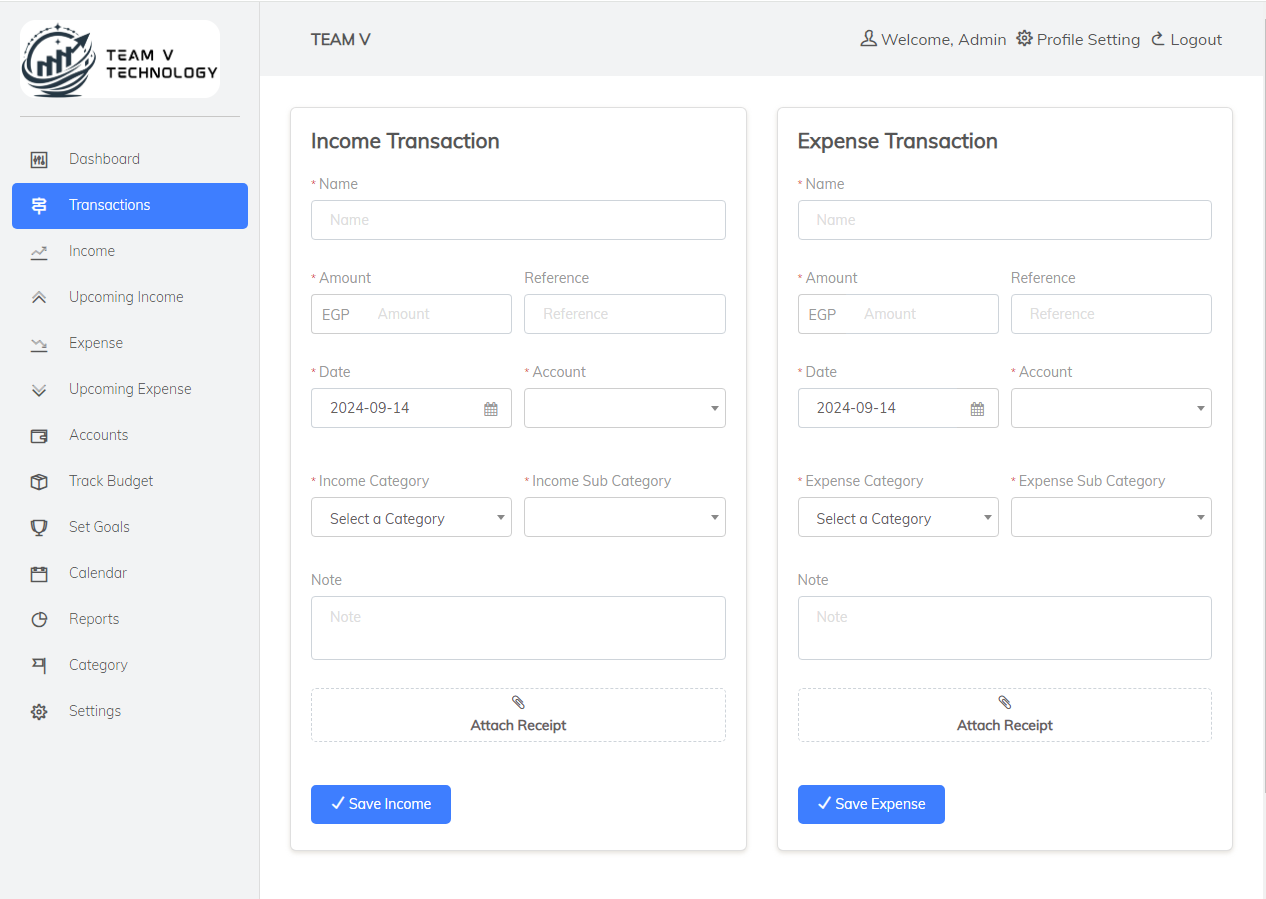 TEAM V
TECHNOLOGY
Dashboard
Transactions
Income
Upcoming Income
Expense
Upcoming Expense
Accounts
Track Budget
Set Goals
Calendar
Reports
Category
Settings
TEAM V
Welcome, Admin Profile Setting Logout
Income Transaction
* Name
Name
* Amount Reference
EGP Amount Reference
* Date * Account
2024-09-14
* Income Category * Income Sub Category
Select a Category
Note
Note
Attach Receipt
Save Income
Expense Transaction
* Name
Name
* Amount Reference
EGP Amount Reference
* Date * Account
2024-09-14
* Expense Category * Expense Sub Category
Select a Category
Note
Note
Attach Receipt
Save Expense